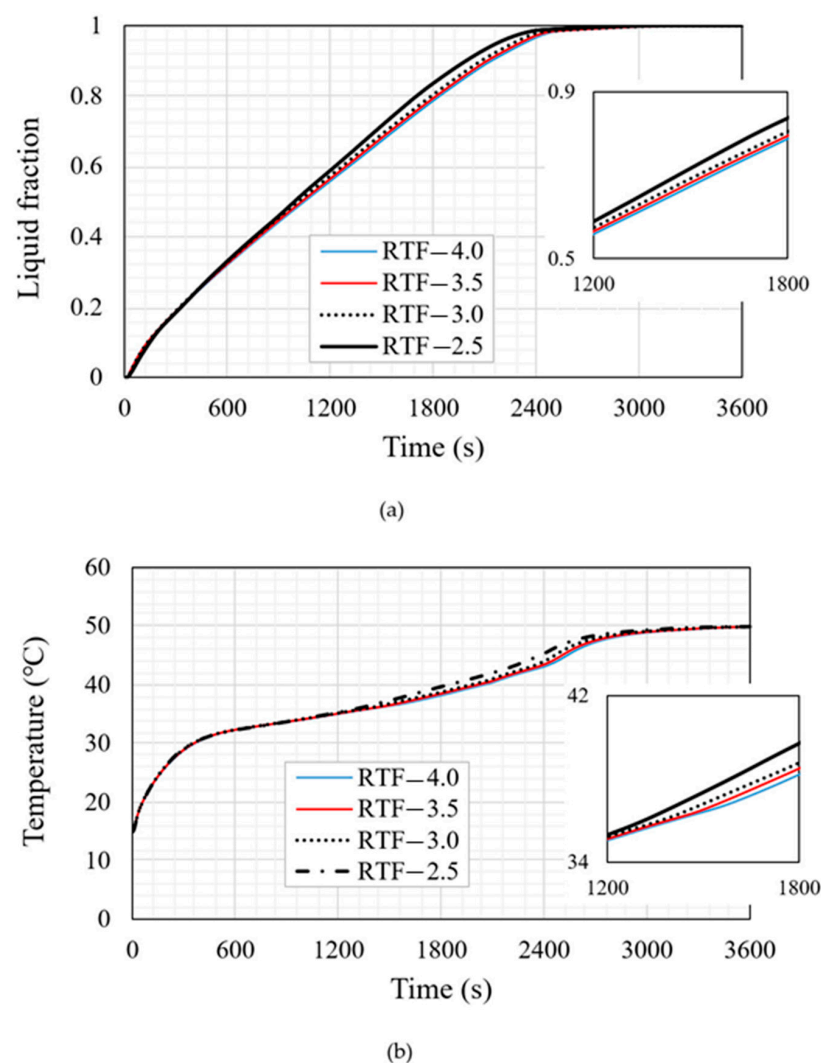 1
0.8
0.6
0.4
0.2
0
Liquid fraction
0.9
0.5
1200 1800
RTF—4.0
RTF—3.5
RTF—3.0
RTF—2.5
0 600 1200 1800 2400 3000 3600
Time (s)
(a)
60
50
40
30
20
10
0
Temperature (°C)
42
34
1200 1800
RTF—4.0
RTF—3.5
RTF—3.0
RTF—2.5
0 600 1200 1800 2400 3000 3600
Time (s)
(b)